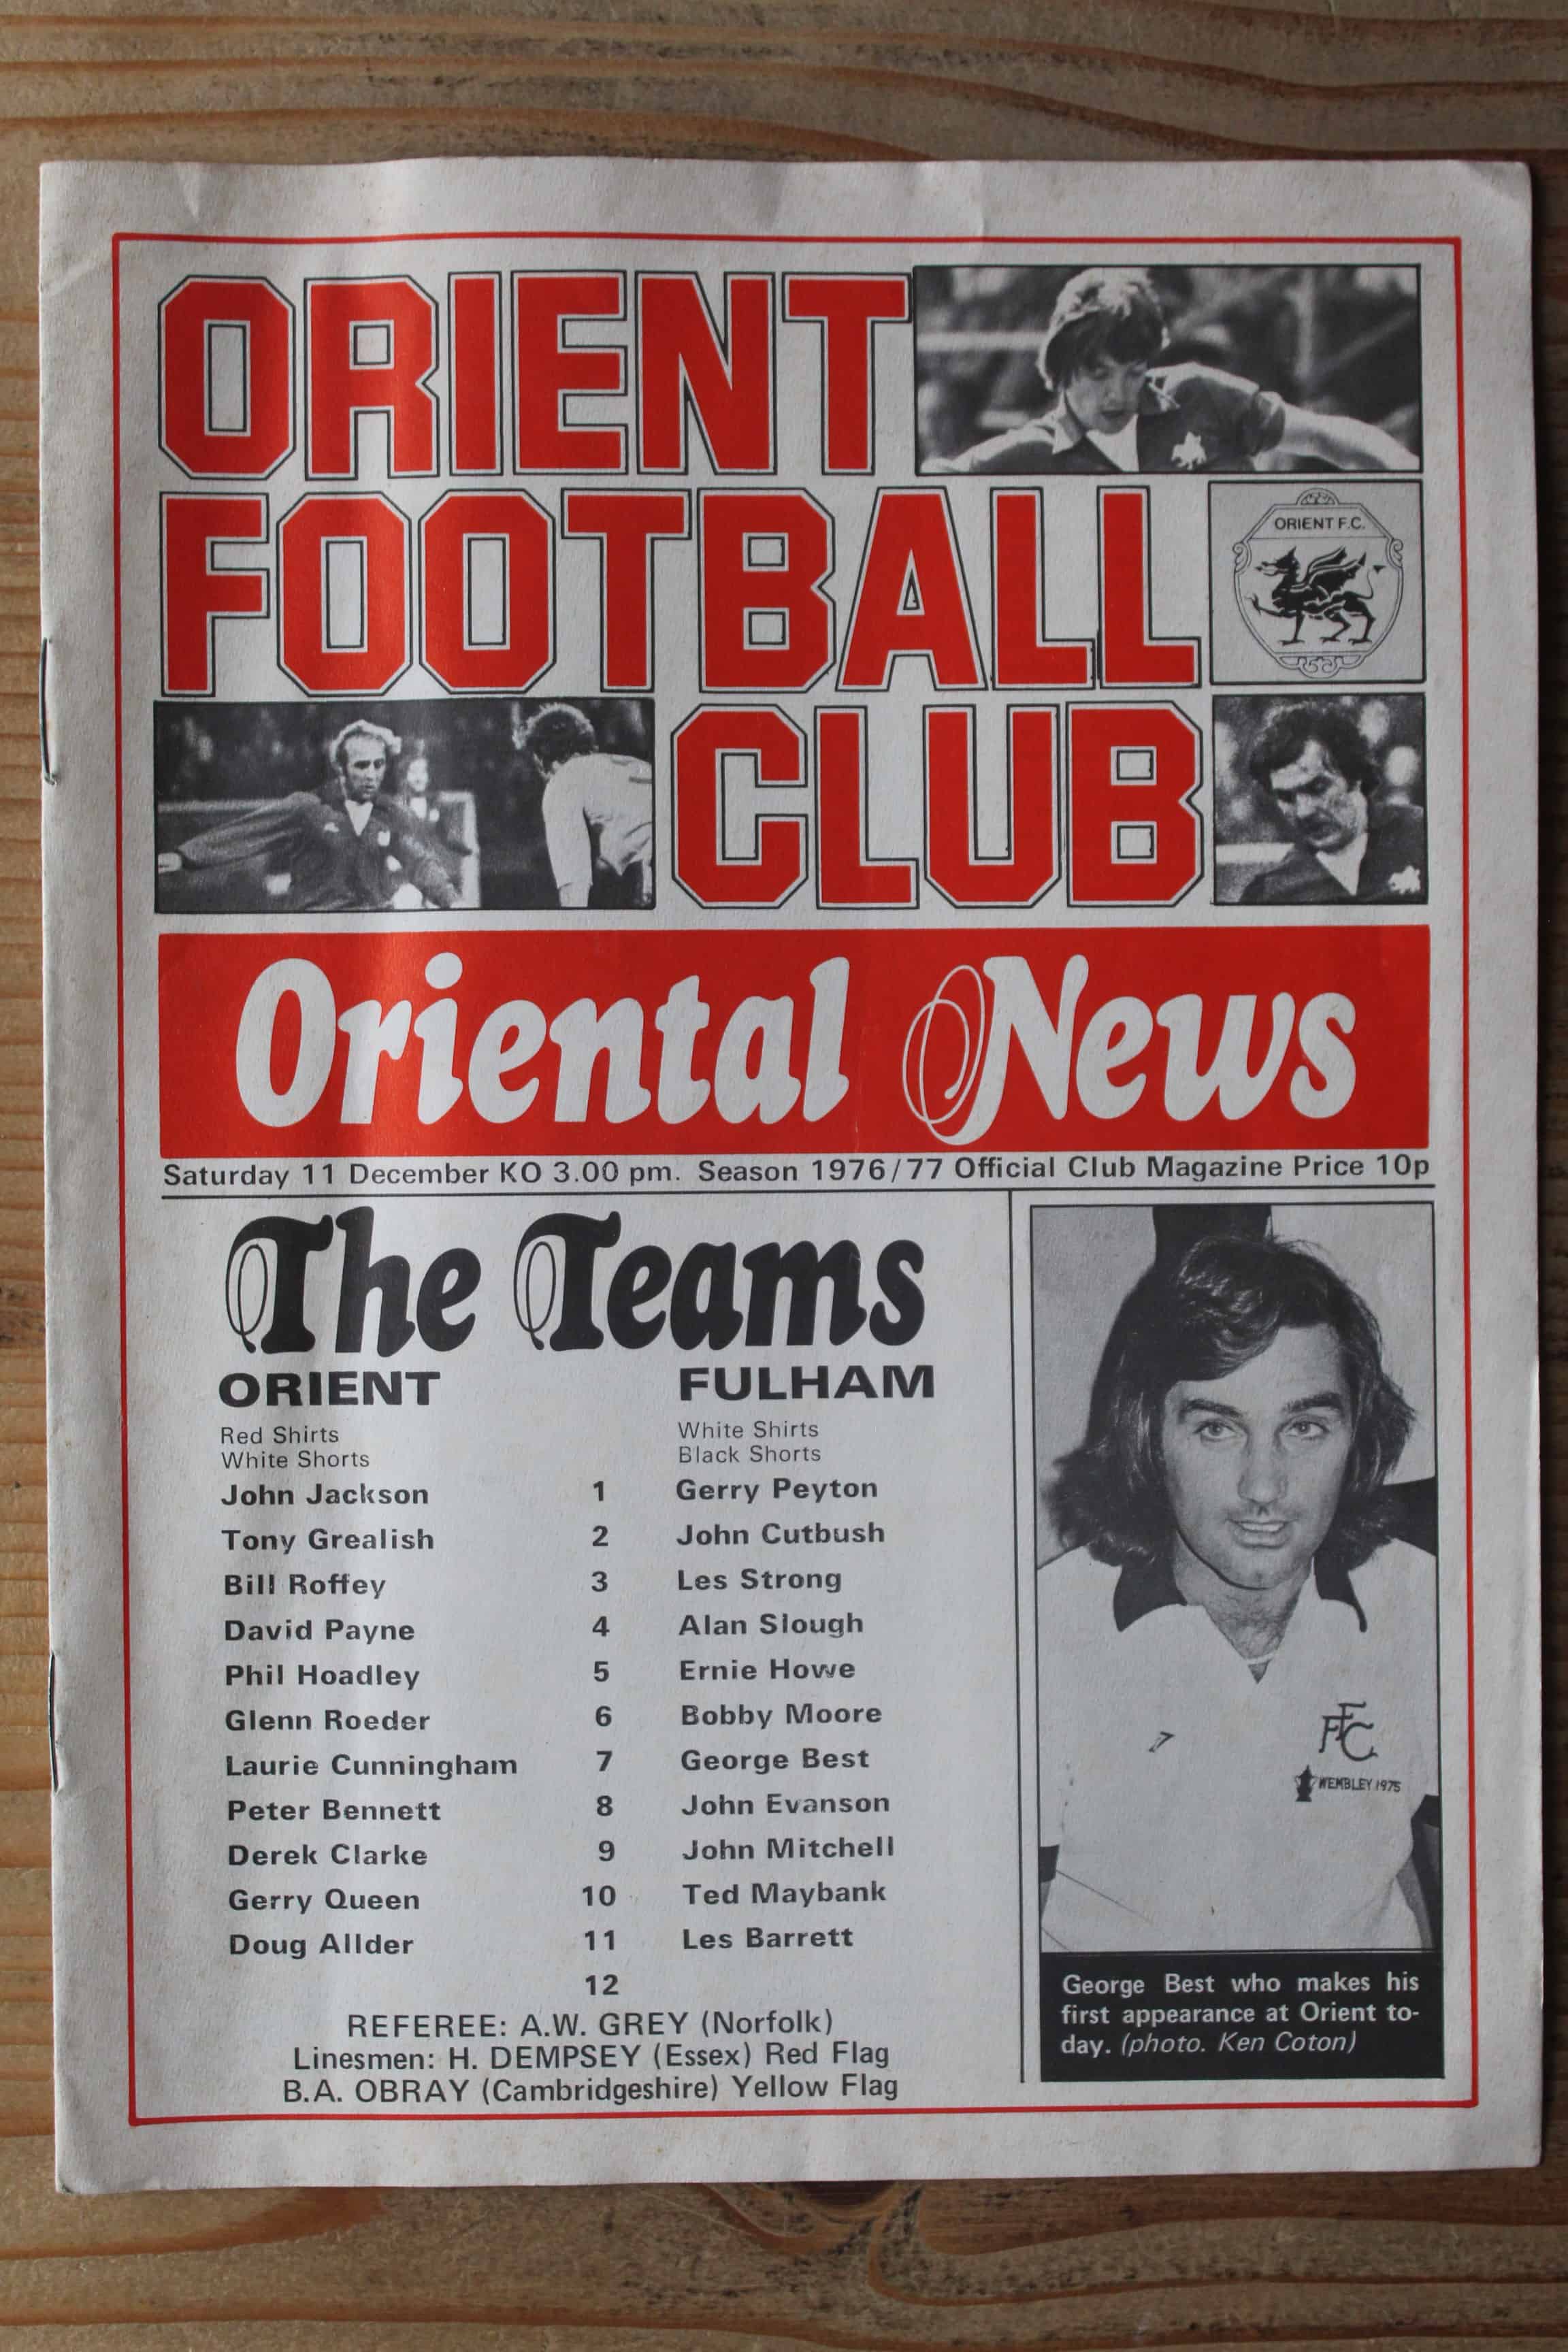 ORIENT
FOOTBALL
ORIENT F.C.
CLUB
Oriental News
Saturday 11 December KO 3.00 pm. Season 1976/77 Official Club Magazine Price 10p
The Teams
ORIENT FULHAM
Red Shirts White Shirts
White Shorts Black Shorts
John Jackson 1 Gerry Peyton
Tony Grealish 2 John Cutbush
Bill Roffey 3 Les Strong
David Payne 4 Alan Slough
Phil Hoadley 5 Ernie Howe
Glenn Roeder 6 Bobby Moore
Laurie Cunningham 7 George Best
Peter Bennett 8 John Evanson
Derek Clarke 9 John Mitchell
Gerry Queen 10 Ted Maybank
Doug Allder 11 Les Barrett
12
REFEREE: A.W. GREY (Norfolk)
Linesmen: H. DEMPSEY (Essex) Red Flag
B.A. OBRAY (Cambridgeshire) Yellow Flag
FFC
WEMBLEY 1975
George Best who makes his
first appearance at Orient to-
day. (photo. Ken Coton)